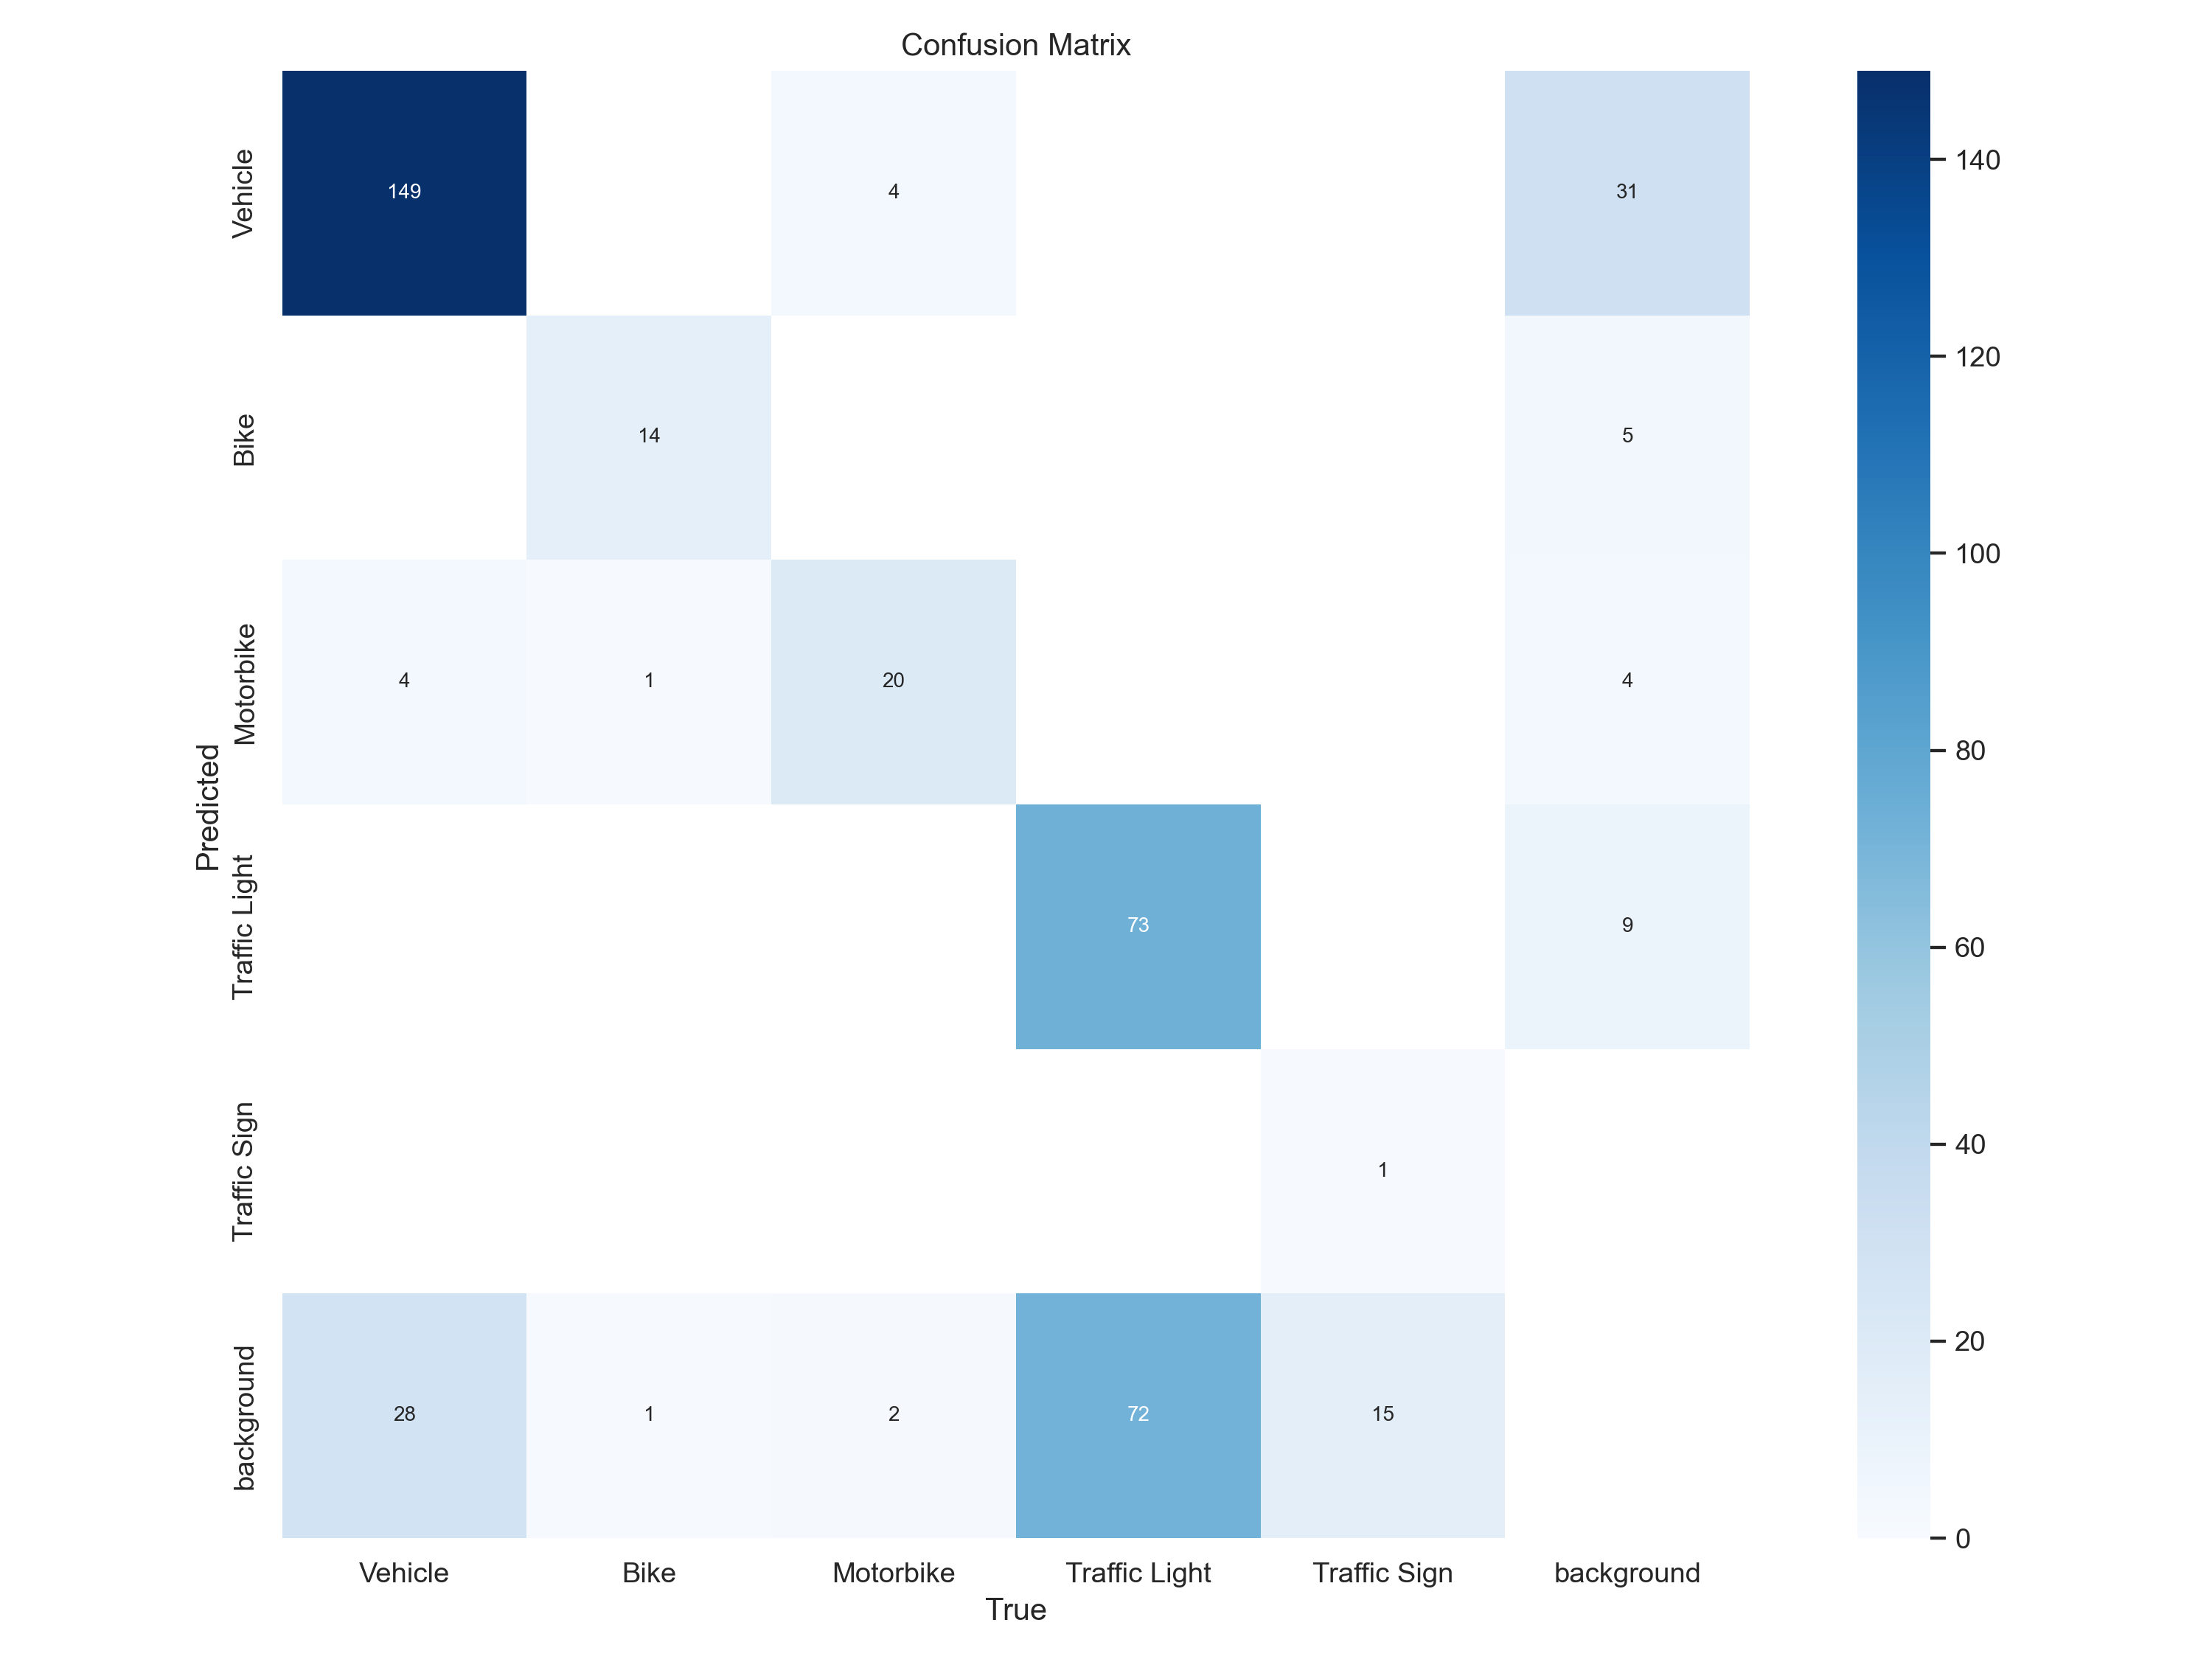 Confusion Matrix
Vehicle
149
4
31
140
120
Bike
14
5
100
Motorbike
4
1
20
4
80
Predicted
Traffic Light
73
9
60
Traffic Sign
1
40
20
background
28
1
2
72
15
0
Vehicle
Bike
Motorbike
Traffic Light
Traffic Sign
background
True